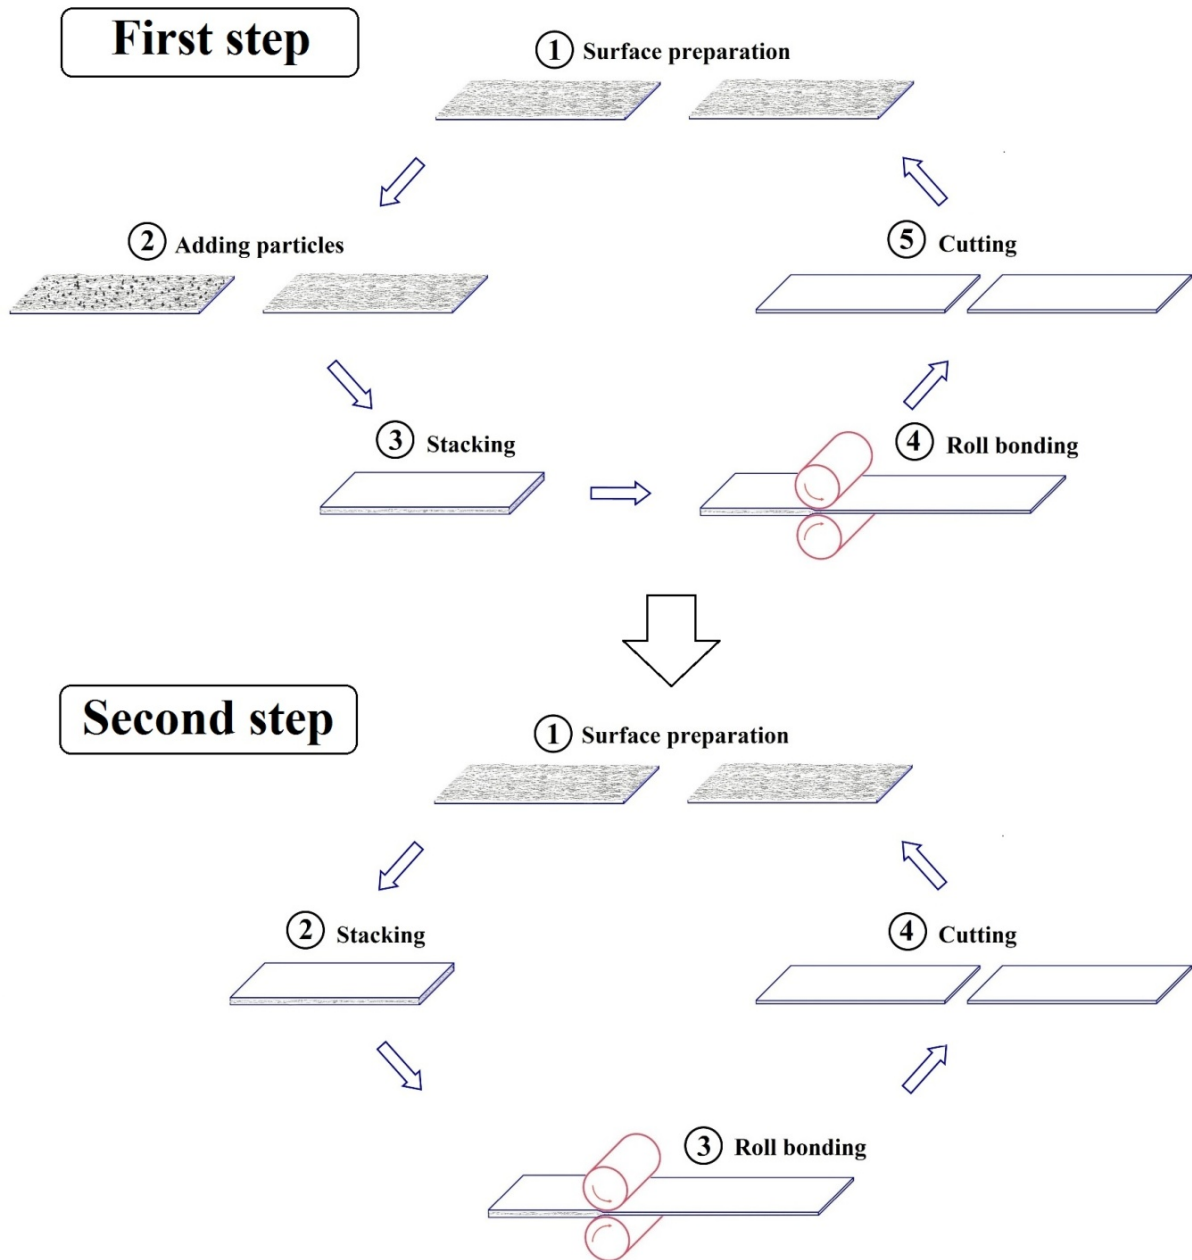 First step
1 Surface preparation
2 Adding particles
5 Cutting
3 Stacking
4 Roll bonding
Second step
1 Surface preparation
2 Stacking
4 Cutting
3 Roll bonding